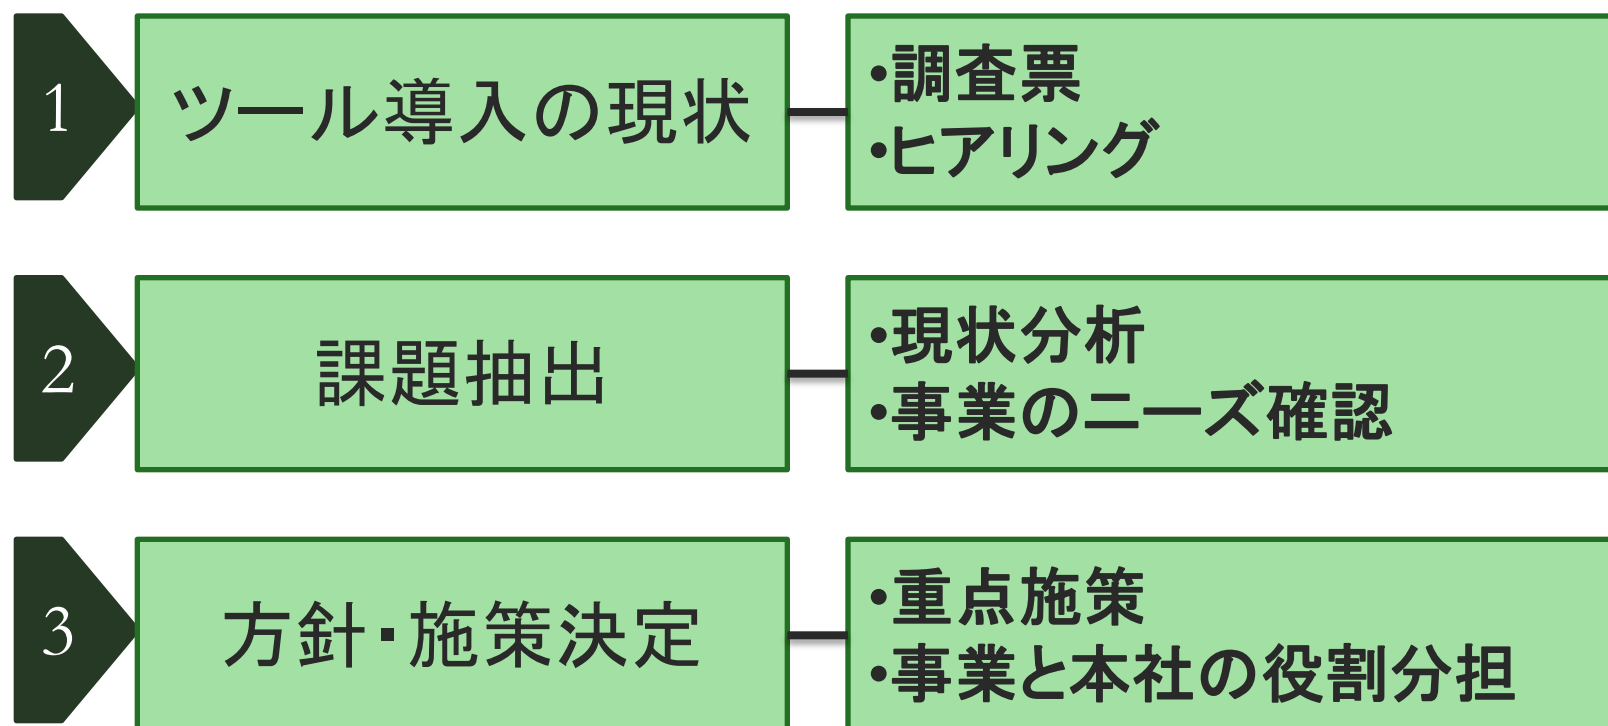 1
ツール導入の現状
•調査票
•ヒアリング
2
課題抽出
•現状分析
•事業のニーズ確認
3
方針・施策決定
•重点施策
•事業と本社の役割分担